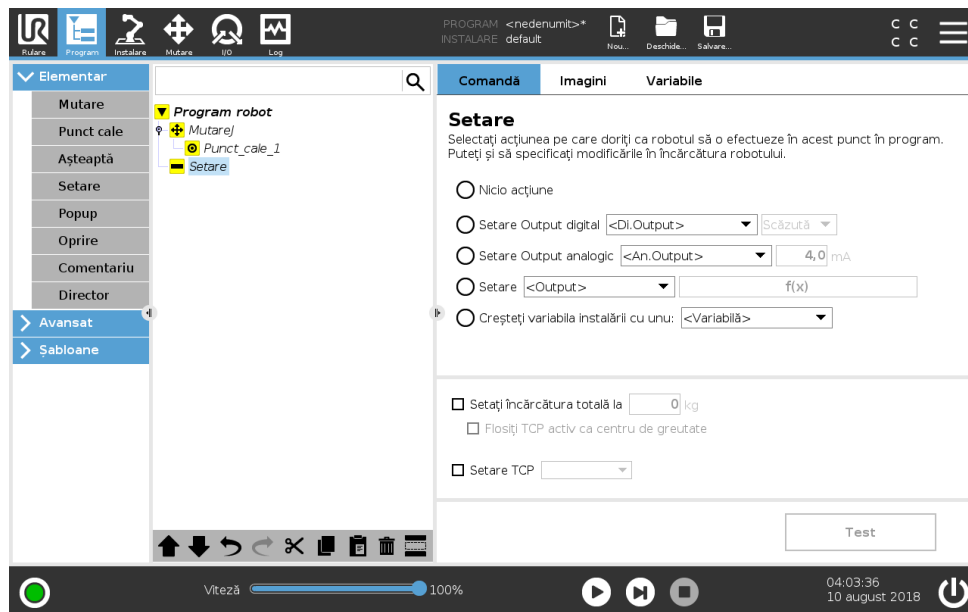 PROGRAM <nedenumit>*
INSTALARE default
Rulare Program Instalare Mutare I/O Log Nou... Deschide... Salvare...
C C
C C
Elementar
Mutare
Punct cale
Așteaptă
Setare
Popup
Oprire
Comentariu
Director
Avansat
Șabloane
Program robot
MutareJ
Punct_cale_1
Setare
Comandă Imagini Variabile
Setare
Selectați acțiunea pe care doriți ca robotul să o efectueze în acest punct în program.
Puteți și să specificați modificările în încărcătura robotului.
Nicio acțiune
Setare Output digital <Di.Output> Scăzută
Setare Output analogic <An.Output> 4,0 mA
Setare <Output> f(x)
Creșteți variabila instalării cu unu: <Variabilă>
Setați încărcătura totală la 0 kg
Flosiți TCP activ ca centru de greutate
Setare TCP
Test
Viteză 100%
04:03:36
10 august 2018